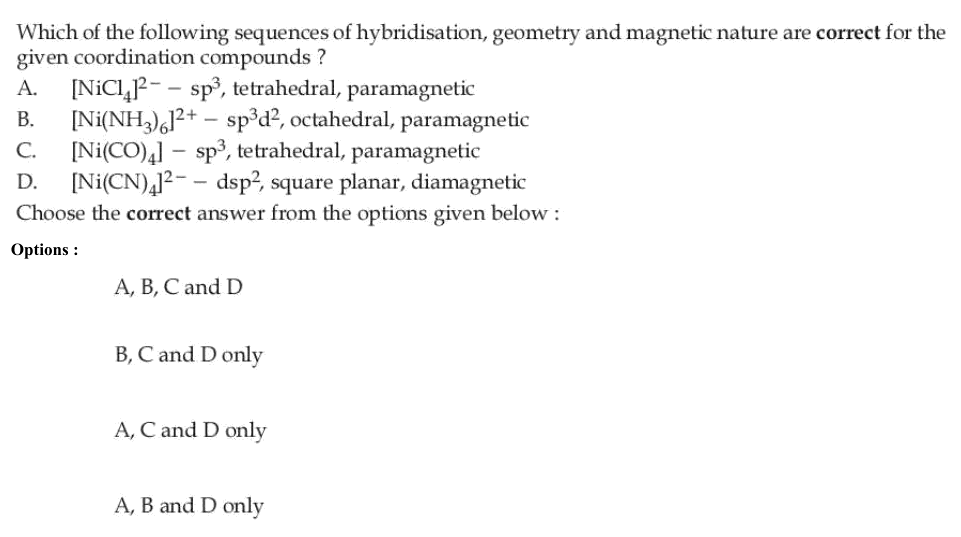 Which of the following sequences of hybridisation, geometry and magnetic nature are correct for the
given coordination compounds ?
A. [NiCl₄]²⁻ – sp³, tetrahedral, paramagnetic
B. [Ni(NH₃)₆]²⁺ – sp³d², octahedral, paramagnetic
C. [Ni(CO)₄] – sp³, tetrahedral, paramagnetic
D. [Ni(CN)₄]²⁻ – dsp², square planar, diamagnetic
Choose the correct answer from the options given below :
Options :
A, B, C and D
B, C and D only
A, C and D only
A, B and D only